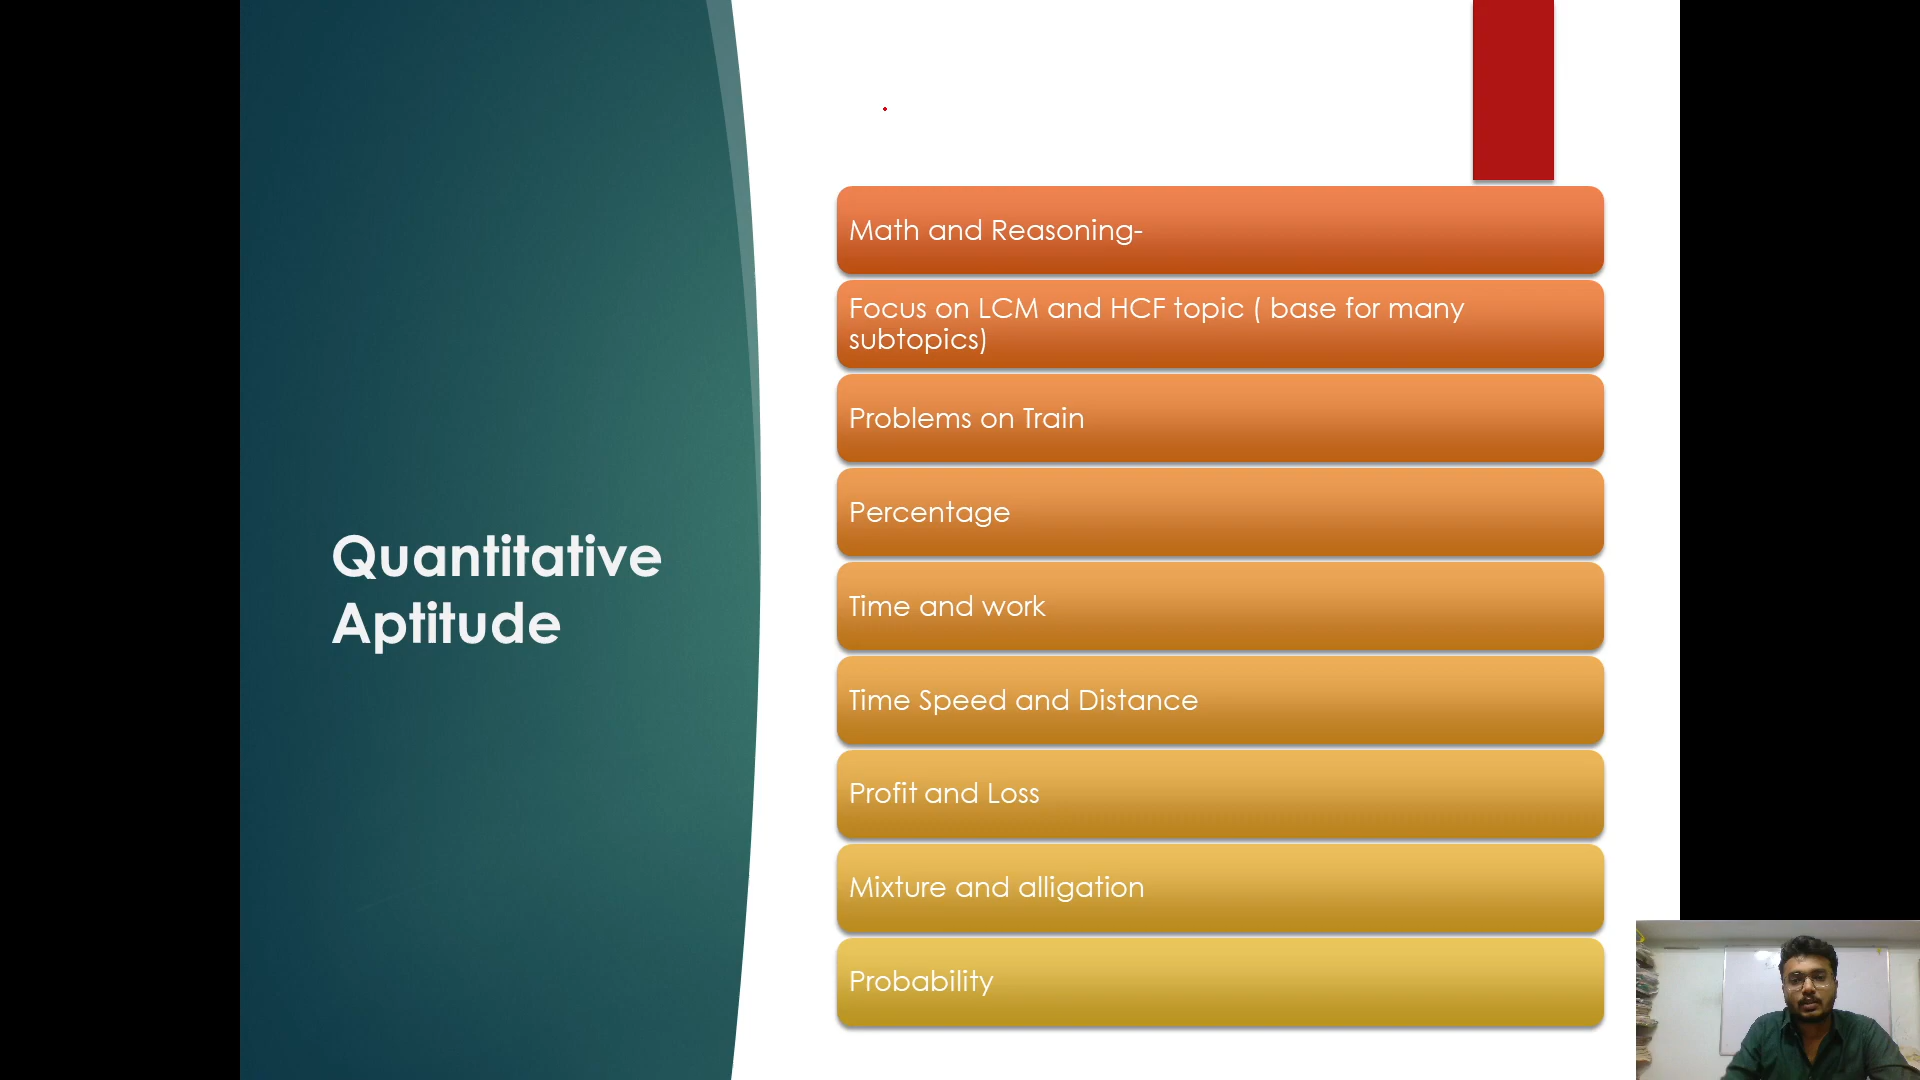 Quantitative
Aptitude
Math and Reasoning-
Focus on LCM and HCF topic ( base for many
subtopics)
Problems on Train
Percentage
Time and work
Time Speed and Distance
Profit and Loss
Mixture and alligation
Probability